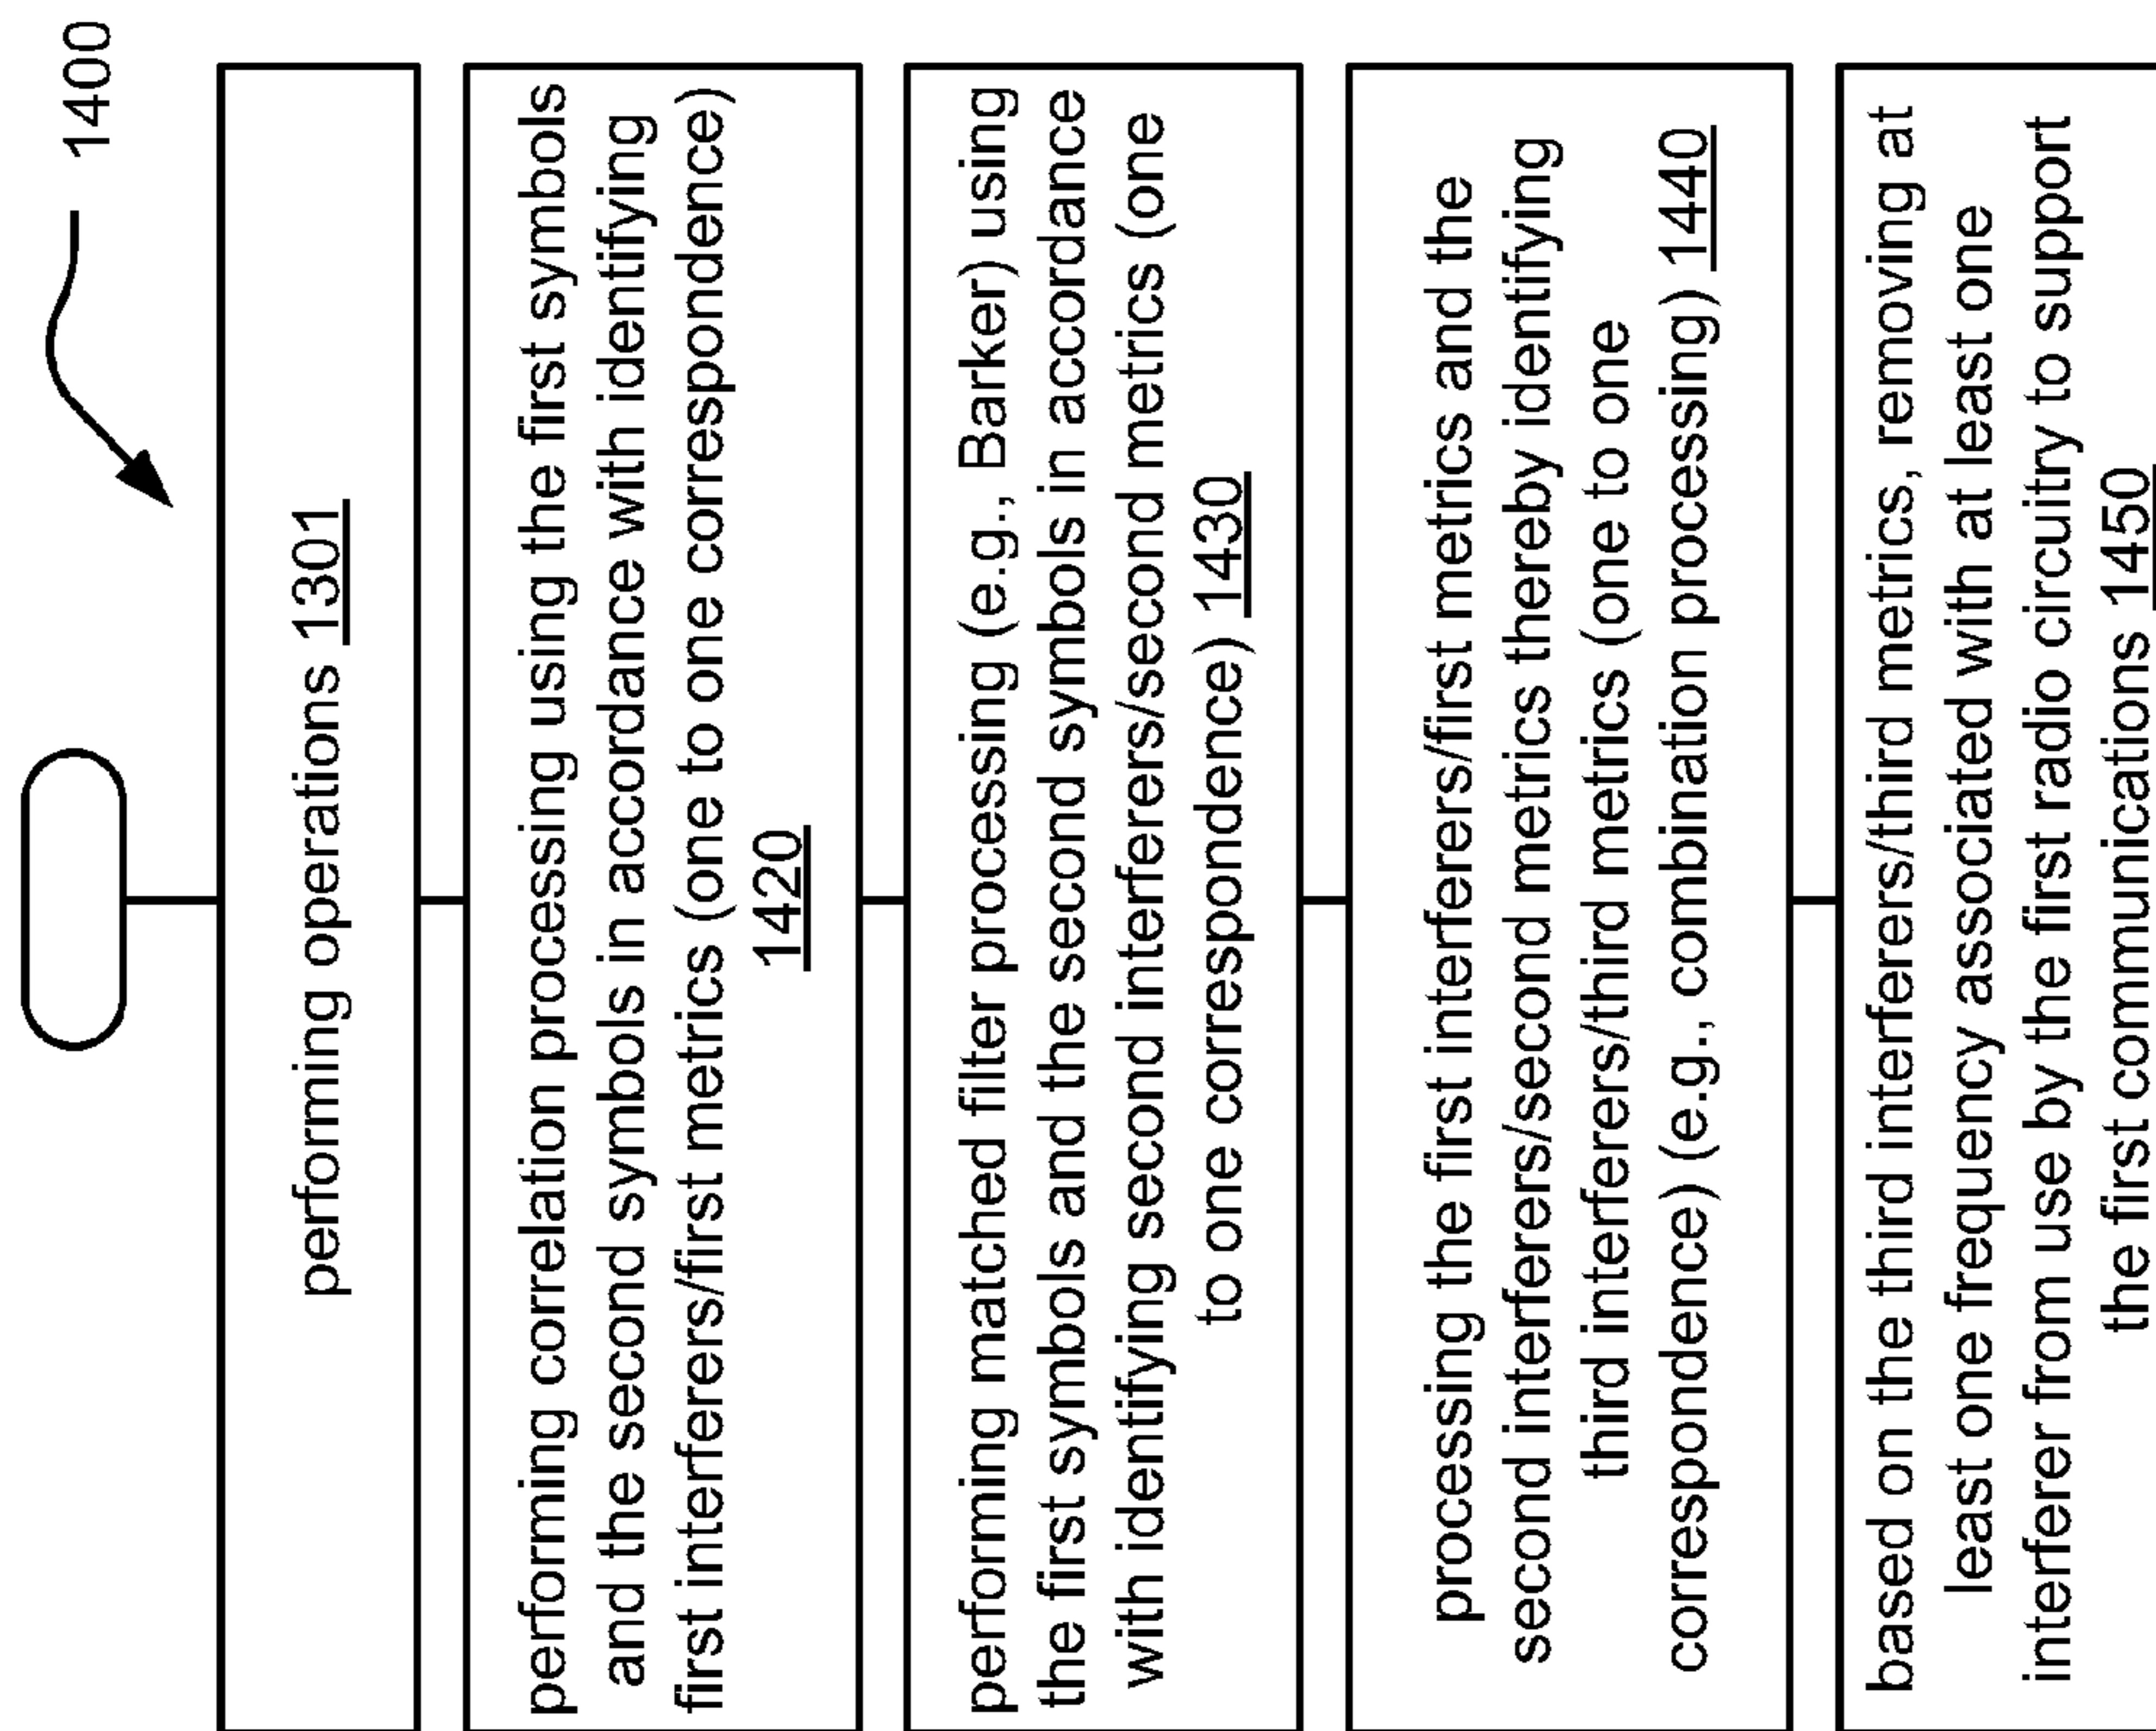 1400
performing operations 1301
performing correlation processing using the first symbols
and the second symbols in accordance with identifying
first interferers/first metrics (one to one correspondence)
1420
performing matched filter processing (e.g., Barker) using
the first symbols and the second symbols in accordance
with identifying second interferers/second metrics (one
to one correspondence) 1430
processing the first interferers/first metrics and the
second interferers/second metrics thereby identifying
third interferers/third metrics (one to one
correspondence) (e.g., combination processing) 1440
based on the third interferers/third metrics, removing at
least one frequency associated with at least one
interferer from use by the first radio circuitry to support
the first communications 1450